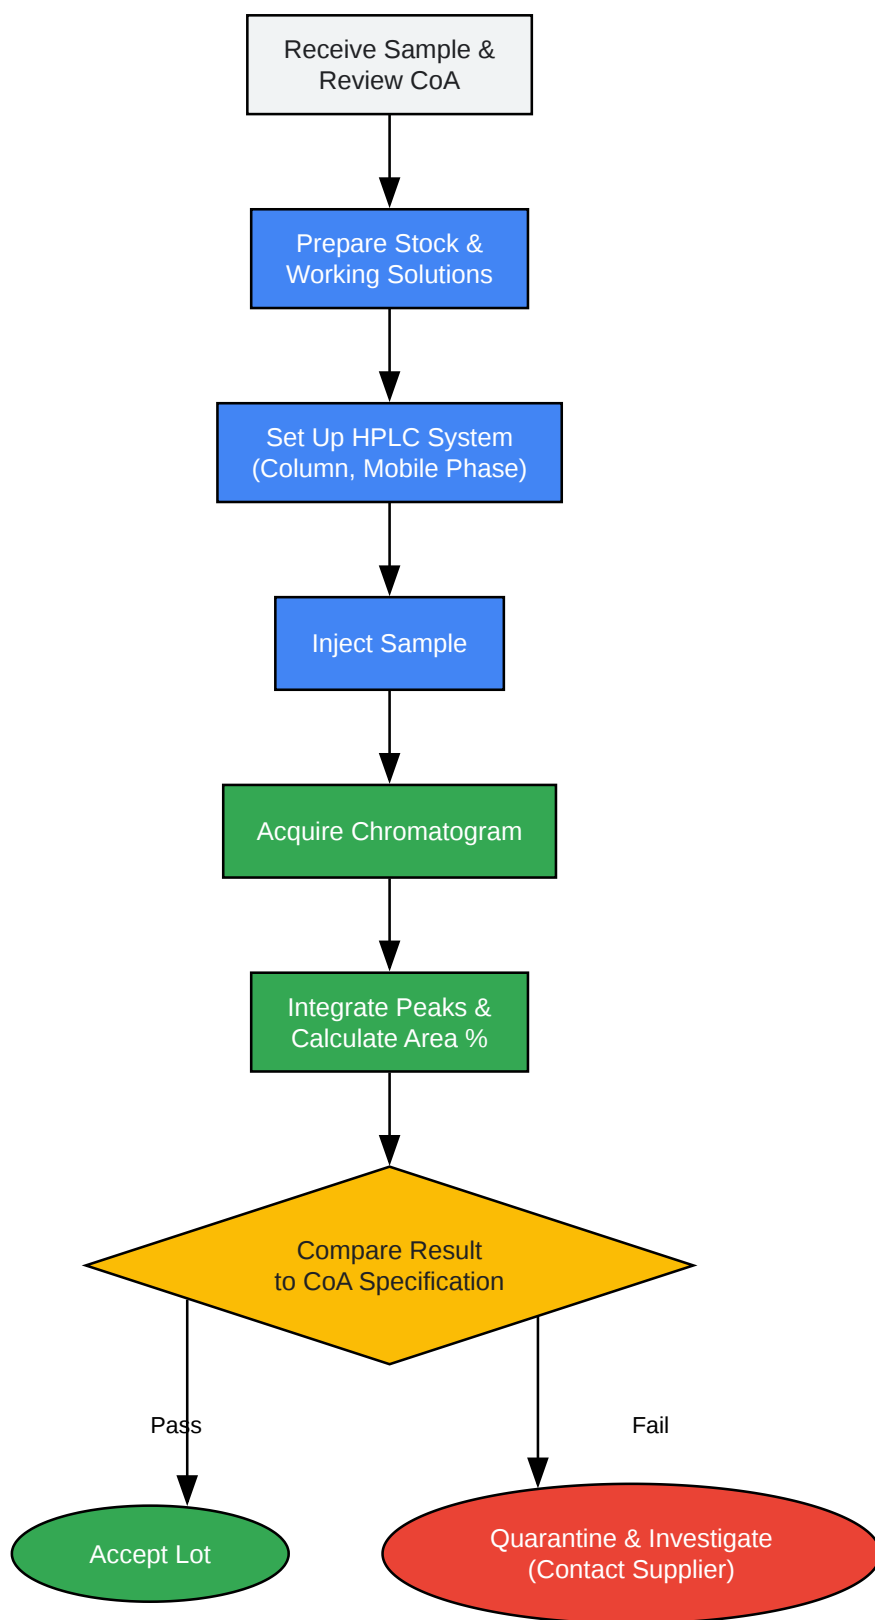 Receive Sample &
Review CoA
Prepare Stock &
Working Solutions
Set Up HPLC System
(Column, Mobile Phase)
Inject Sample
Acquire Chromatogram
Integrate Peaks &
Calculate Area %
Compare Result
to CoA Specification
Pass
Fail
Accept Lot
Quarantine & Investigate
(Contact Supplier)